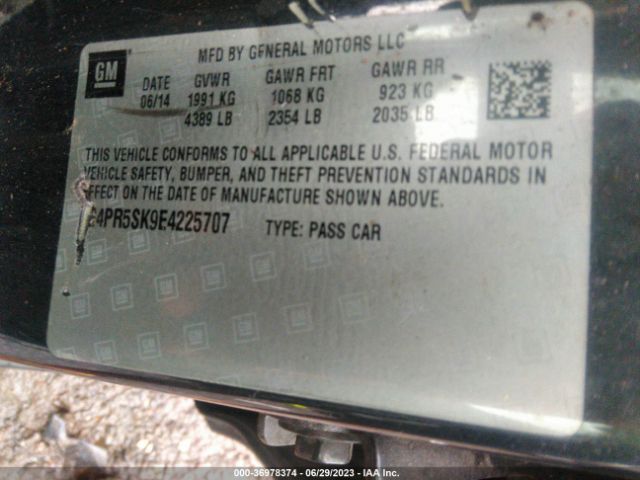 GM
MFD BY GENERAL MOTORS LLC
DATE GVWR GAWR FRT GAWR RR
06/14 1991 KG 1068 KG 923 KG
4389 LB 2354 LB 2035 LB
THIS VEHICLE CONFORMS TO ALL APPLICABLE U.S. FEDERAL MOTOR
VEHICLE SAFETY, BUMPER, AND THEFT PREVENTION STANDARDS IN
EFFECT ON THE DATE OF MANUFACTURE SHOWN ABOVE.
G4PR5SK9E4225707 TYPE: PASS CAR
000-36978374 / 06/29/2023 - IAA Inc.